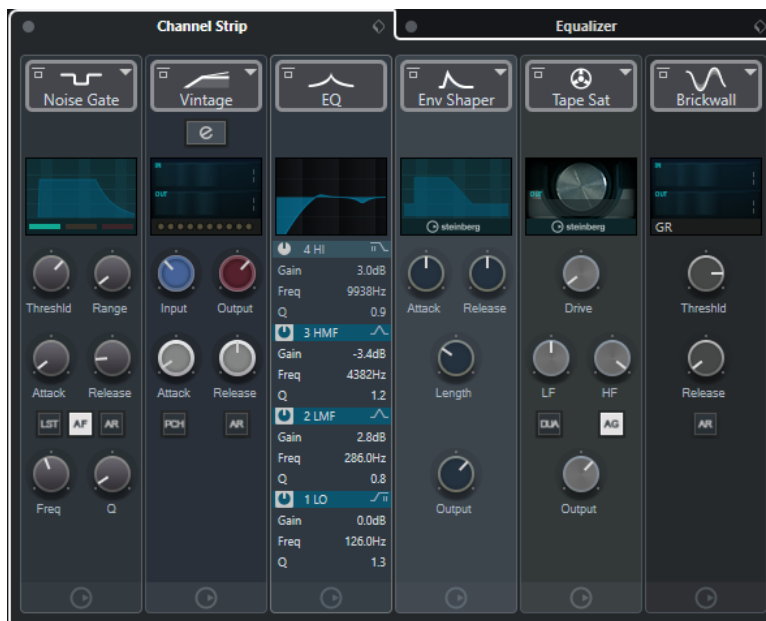 Channel Strip
Equalizer
Noise Gate
Vintage
EQ
Env Shaper
Tape Sat
Brickwall
e
IN
OUT
steinberg
OUT
steinberg
IN
OUT
GR
Threshld
Range
Attack
Release
LST
AF
AR
Freq
Q
Input
Output
Attack
Release
PCH
AR
4 HI
Gain 3.0dB
Freq 9938Hz
Q 0.9
3 HMF
Gain -3.4dB
Freq 4382Hz
Q 1.2
2 LMF
Gain 2.8dB
Freq 286.0Hz
Q 0.8
1 LO
Gain 0.0dB
Freq 126.0Hz
Q 1.3
Attack
Release
Length
Output
Drive
LF
HF
DUA
AG
Output
Threshld
Release
AR